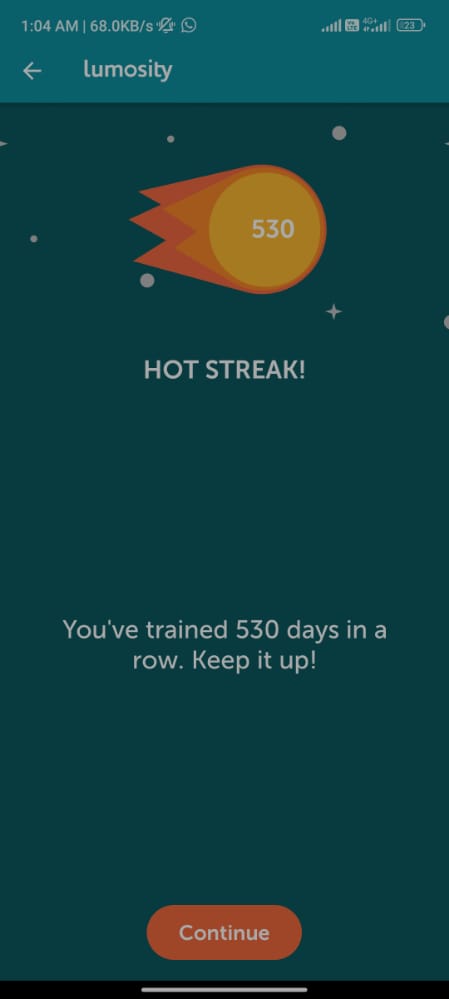 1:04 AM | 68.0KB/s
4G+
23
lumosity
530
HOT STREAK!
You've trained 530 days in a
row. Keep it up!
Continue